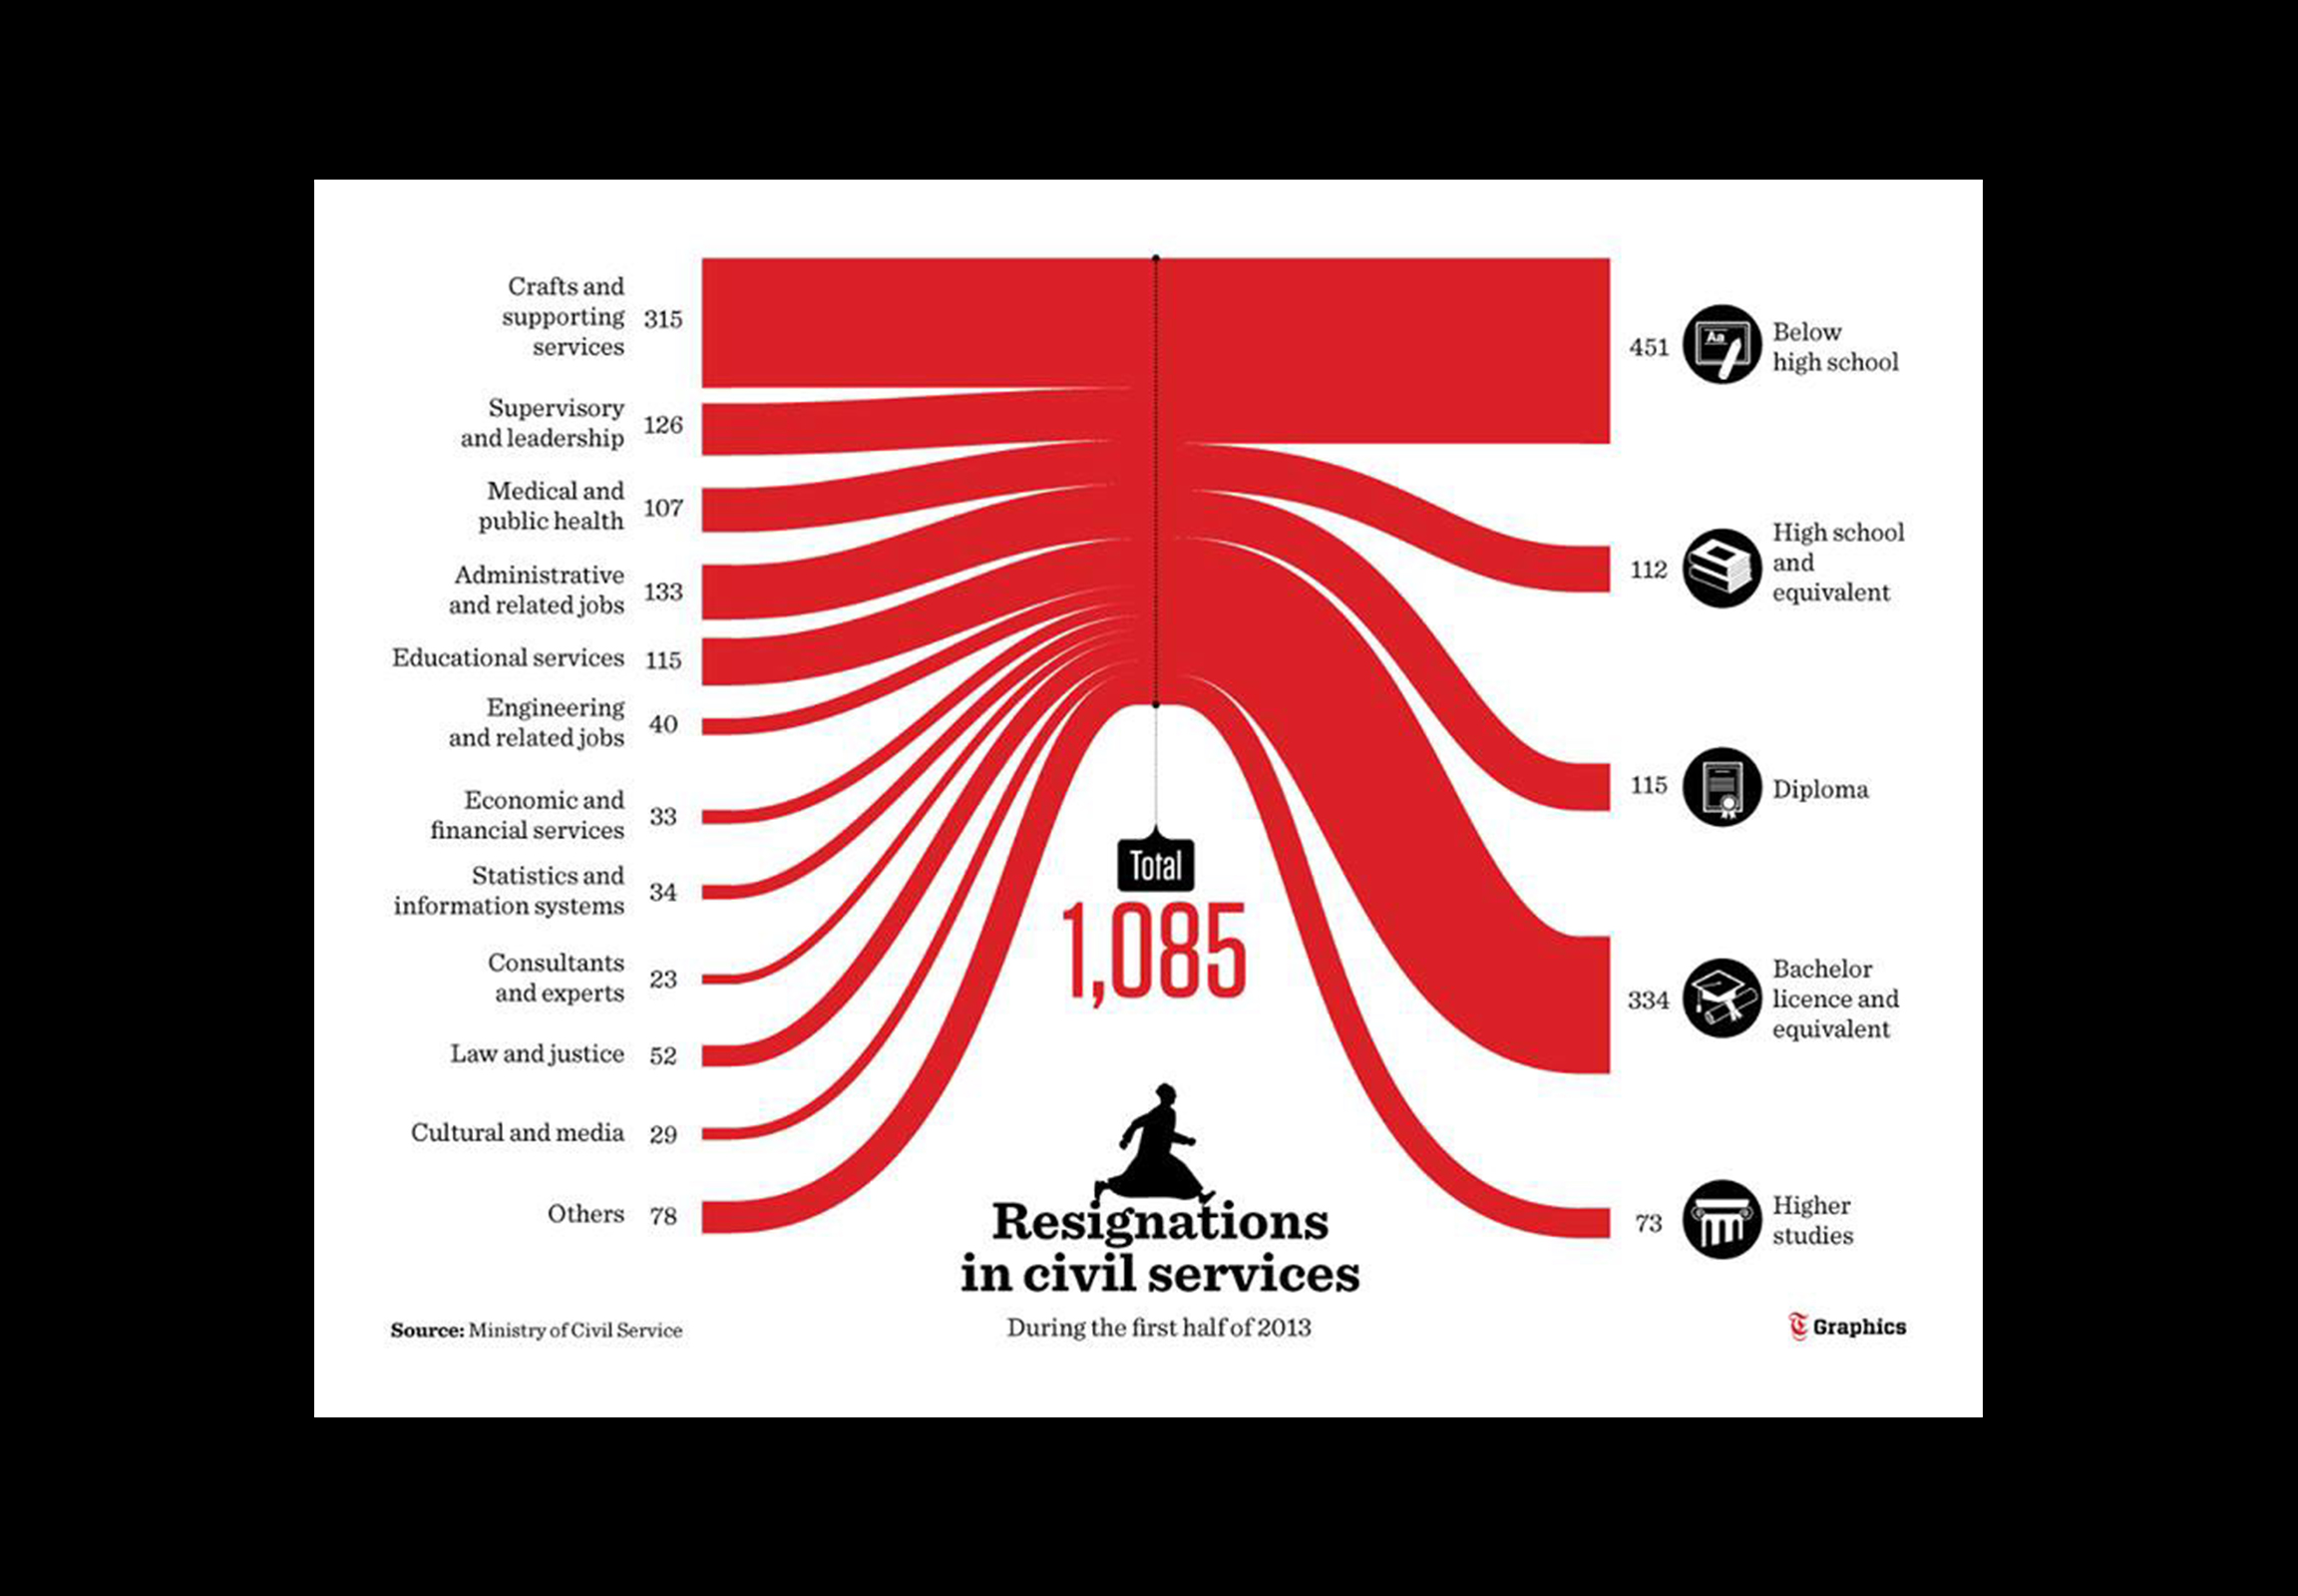 Crafts and
supporting
services
315
Supervisory
and leadership
126
Medical and
public health
107
Administrative
and related jobs
133
Educational services
115
Engineering
and related jobs
40
Economic and
financial services
33
Statistics and
information systems
34
Consultants
and experts
23
Law and justice
52
Cultural and media
29
Others
78
451
Aa
Below
high school
112
High school
and
equivalent
115
Diploma
334
Bachelor
licence and
equivalent
73
Higher
studies
Total
1,085
Resignations
in civil services
During the first half of 2013
Source: Ministry of Civil Service
T Graphics